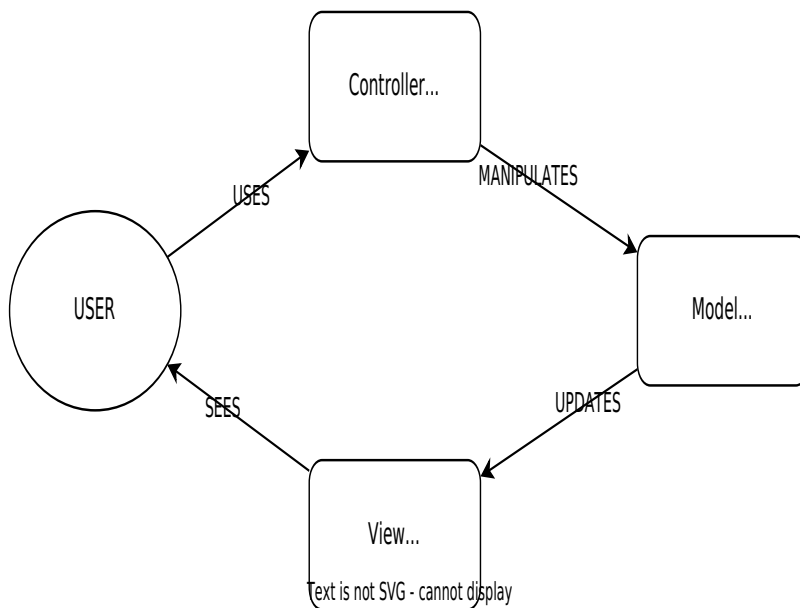 Controller...
MANIPULATES
USES
USER
Model...
UPDATES
SEES
View...
Text is not SVG - cannot display